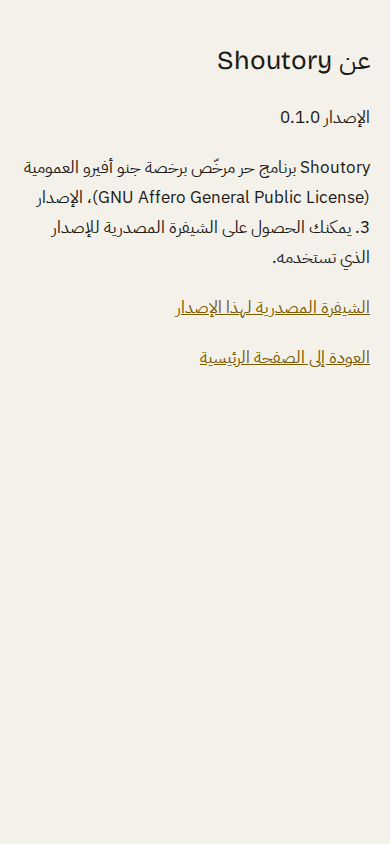 عن Shoutory
الإصدار 0.1.0
Shoutory برنامج حر مرخّص برخصة جنو أفيرو العمومية
(GNU Affero General Public License)، الإصدار
3. يمكنك الحصول على الشيفرة المصدرية للإصدار
الذي تستخدمه.
الشيفرة المصدرية لهذا الإصدار
العودة إلى الصفحة الرئيسية